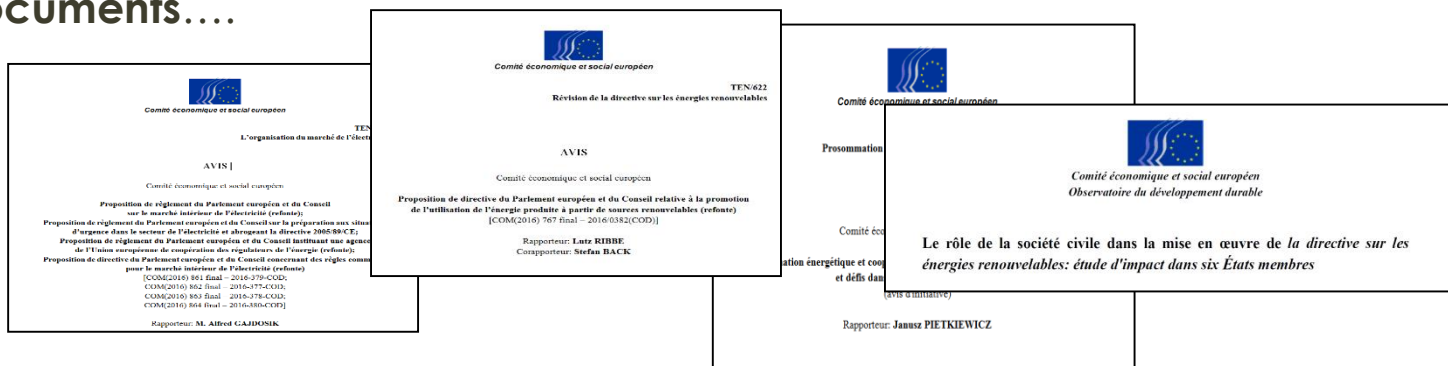 ocuments….
Comité économique et social européen
TEN
L'organisation du marché de l'élect
AVIS
Comité économique et social européen
Proposition de règlement du Parlement européen et du Conseil
sur le marché intérieur de l'électricité (refonte);
Proposition de règlement du Parlement européen et du Conseil sur la préparation aux situa
d'urgence dans le secteur de l'électricité et abrogeant la directive 2005/89/CE;
Proposition de règlement du Parlement européen et du Conseil instituant une agence
de l'Union européenne de coopération des régulateurs de l'énergie (refonte);
Proposition de directive du Parlement européen et du Conseil concernant des règles comm
pour le marché intérieur de l'électricité (refonte)
[COM(2016) 861 final – 2016-379-COD;
COM(2016) 862 final – 2016-377-COD;
COM(2016) 863 final – 2016-378-COD;
COM(2016) 864 final – 2016-380-COD]
Rapporteur: M. Alfred GAJDOSIK
Comité économique et social européen
TEN/622
Révision de la directive sur les énergies renouvelables
AVIS
Comité économique et social européen
Proposition de directive du Parlement européen et du Conseil relative à la promotion
de l'utilisation de l'énergie produite à partir de sources renouvelables (refonte)
[COM(2016) 767 final – 2016/0382(COD)]
Rapporteur: Lutz RIBBE
Corapporteur: Stefan BACK
Comité économique et social européen
Prosommation
Comité éco
ation énergétique et coop
et défis dan
(avis d'initiative)
Rapporteur: Janusz PIETKIEWICZ
Comité économique et social européen
Observatoire du développement durable
Le rôle de la société civile dans la mise en œuvre de la directive sur les
énergies renouvelables: étude d'impact dans six États membres